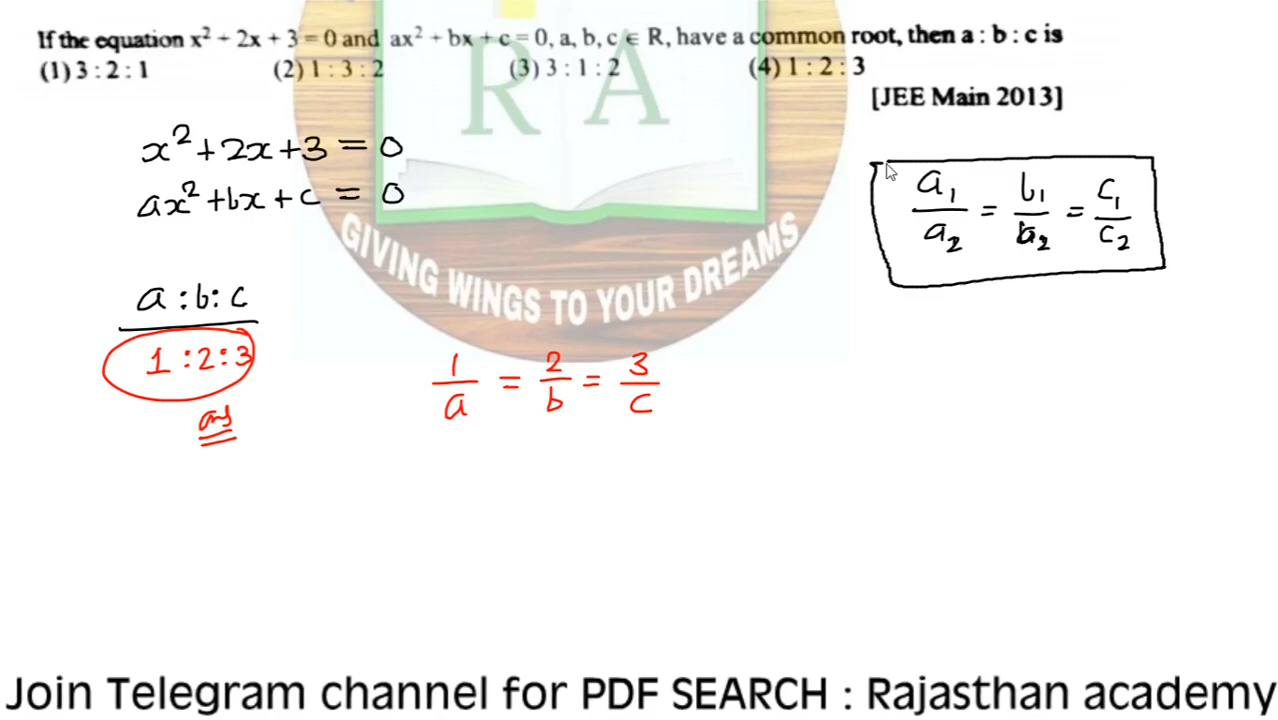 If the equation x² + 2x + 3 = 0 and ax² + bx + c = 0, a, b, c ∈ R, have a common root, then a : b : c is
(1) 3 : 2 : 1 (2) 1 : 3 : 2 (3) 3 : 1 : 2 (4) 1 : 2 : 3
[JEE Main 2013]
R A
GIVING WINGS TO YOUR DREAMS
x² + 2x + 3 = 0
ax² + bx + c = 0
a₁/a₂ = b₁/b₂ = c₁/c₂
a : b : c
1 : 2 : 3
ans
1/a = 2/b = 3/c
Join Telegram channel for PDF SEARCH : Rajasthan academy